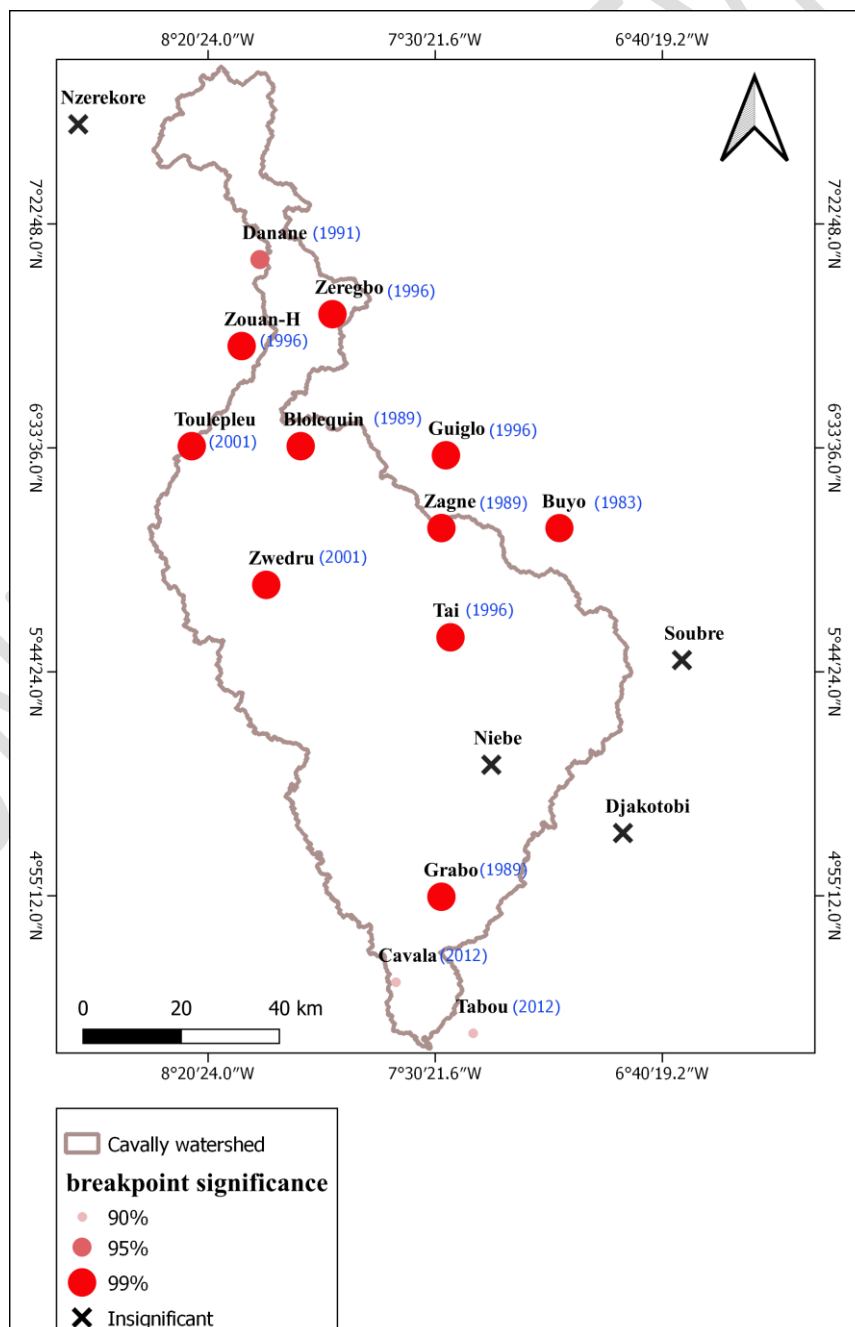 8°20′24.0″W 7°30′21.6″W 6°40′19.2″W
Nzerekore
7°22′48.0″N 7°22′48.0″N
Danane (1991)
Zeregbo (1996)
Zouan-H (1996)
Toulepleu (2001)
Blolequin (1989)
Guiglo (1996)
6°33′36.0″N 6°33′36.0″N
Zagne (1989)
Buyo (1983)
Zwedru (2001)
Tai (1996)
Soubre
5°44′24.0″N 5°44′24.0″N
Niebe
Djakotobi
Grabo (1989)
4°55′12.0″N 4°55′12.0″N
Cavala (2012)
Tabou (2012)
0 20 40 km
8°20′24.0″W 7°30′21.6″W 6°40′19.2″W
Cavally watershed
breakpoint significance
90%
95%
99%
Insignificant